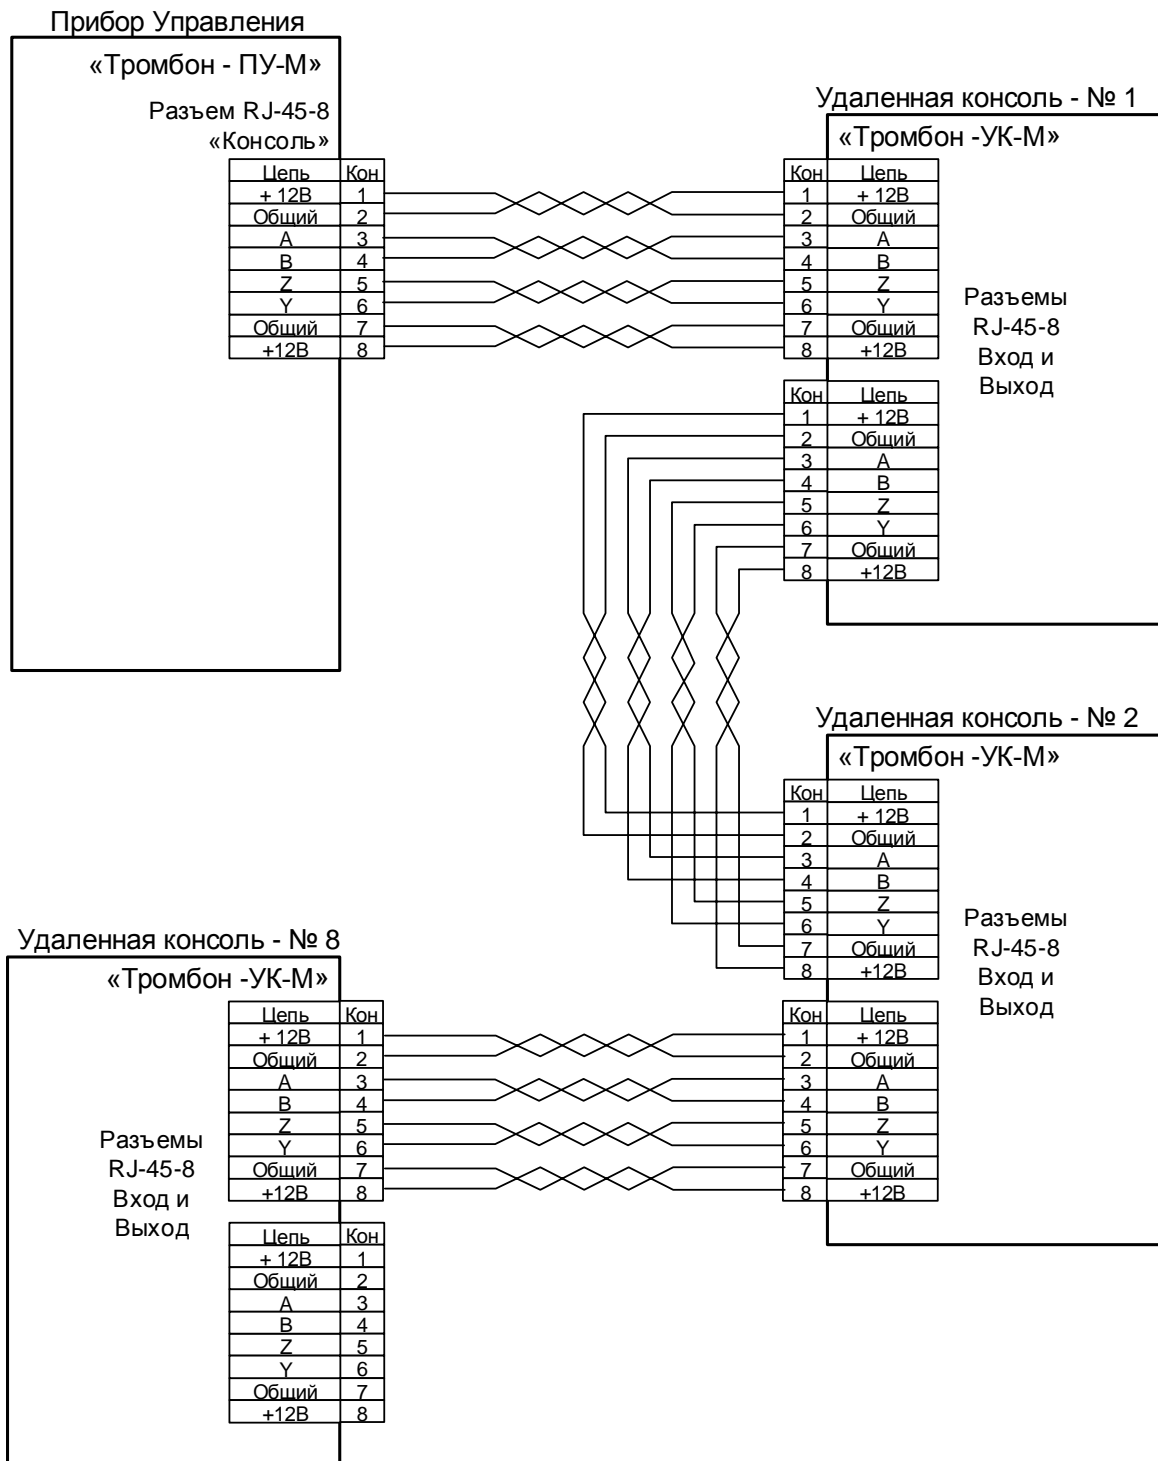 Прибор Управления
«Тромбон - ПУ-М»
Разъем RJ-45-8
«Консоль»
Цепь Кон
+ 12В 1
Общий 2
А 3
В 4
Z 5
Y 6
Общий 7
+12В 8
Удаленная консоль - № 1
«Тромбон -УК-М»
Кон Цепь
1 + 12В
2 Общий
3 А
4 В
5 Z
6 Y
7 Общий
8 +12В
Разъемы
RJ-45-8
Вход и
Выход
Кон Цепь
1 + 12В
2 Общий
3 А
4 В
5 Z
6 Y
7 Общий
8 +12В
Удаленная консоль - № 2
«Тромбон -УК-М»
Кон Цепь
1 + 12В
2 Общий
3 А
4 В
5 Z
6 Y
7 Общий
8 +12В
Разъемы
RJ-45-8
Вход и
Выход
Кон Цепь
1 + 12В
2 Общий
3 А
4 В
5 Z
6 Y
7 Общий
8 +12В
Удаленная консоль - № 8
«Тромбон -УК-М»
Цепь Кон
+ 12В 1
Общий 2
А 3
В 4
Z 5
Y 6
Общий 7
+12В 8
Разъемы
RJ-45-8
Вход и
Выход
Цепь Кон
+ 12В 1
Общий 2
А 3
В 4
Z 5
Y 6
Общий 7
+12В 8